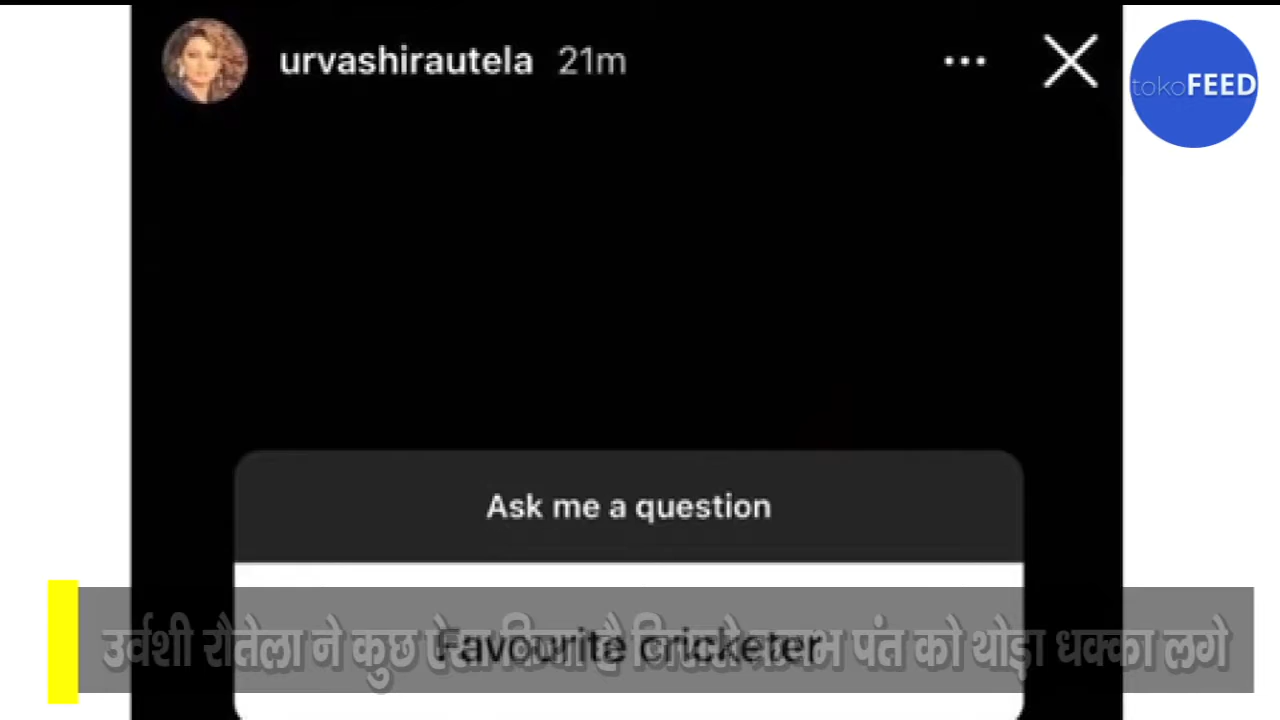 urvashirautela 21m
tokoFEED
Ask me a question
Favourite cricketer
उर्वशी रौतेला ने कुछ है पंत को थोड़ा धक्का लगे